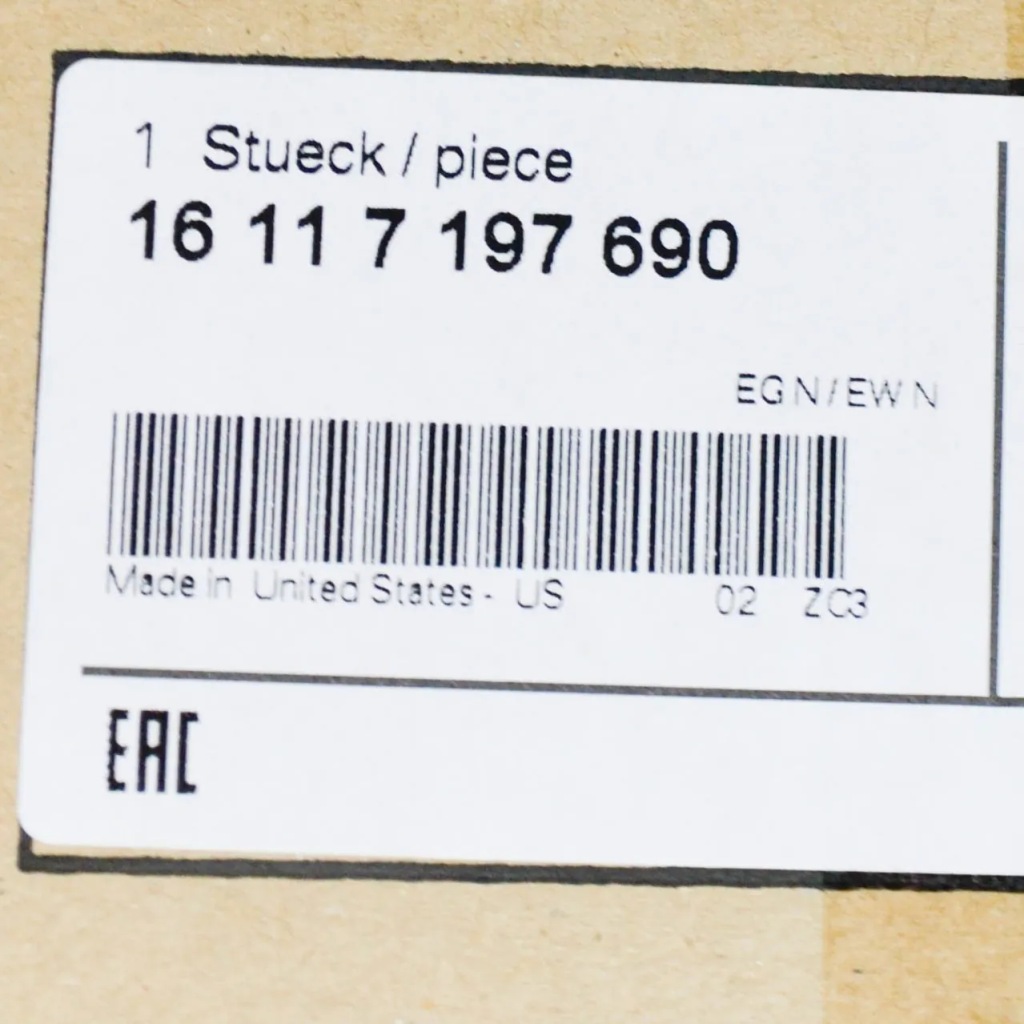 1 Stueck / piece
16 11 7 197 690
EG N / EW N
Made in United States - US 02 ZC3
EAC